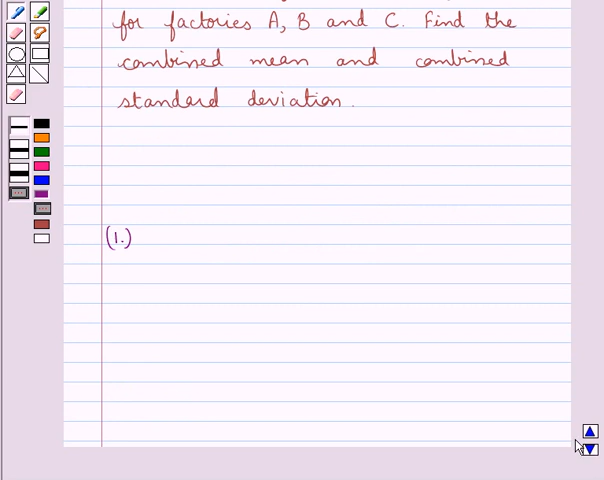 for factories A, B and C. Find the
combined mean and combined
standard deviation.
(1.)